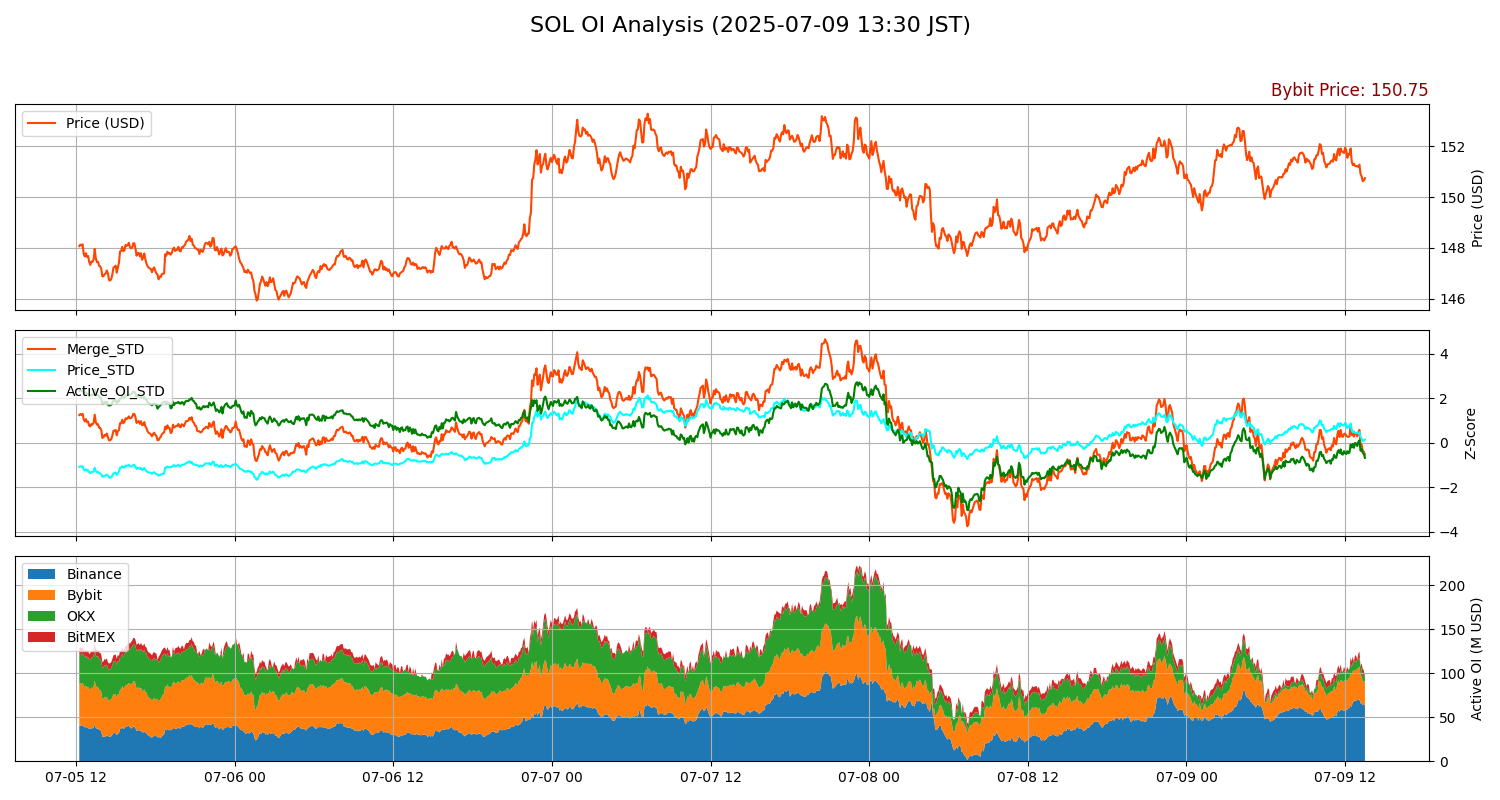 SOL OI Analysis (2025-07-09 13:30 JST)
Bybit Price: 150.75
Price (USD)
152
150
148
146
Price (USD)
Merge_STD
Price_STD
Active_OI_STD
4
2
0
−2
−4
Z-Score
Binance
Bybit
OKX
BitMEX
200
150
100
50
0
Active OI (M USD)
07-05 12
07-06 00
07-06 12
07-07 00
07-07 12
07-08 00
07-08 12
07-09 00
07-09 12